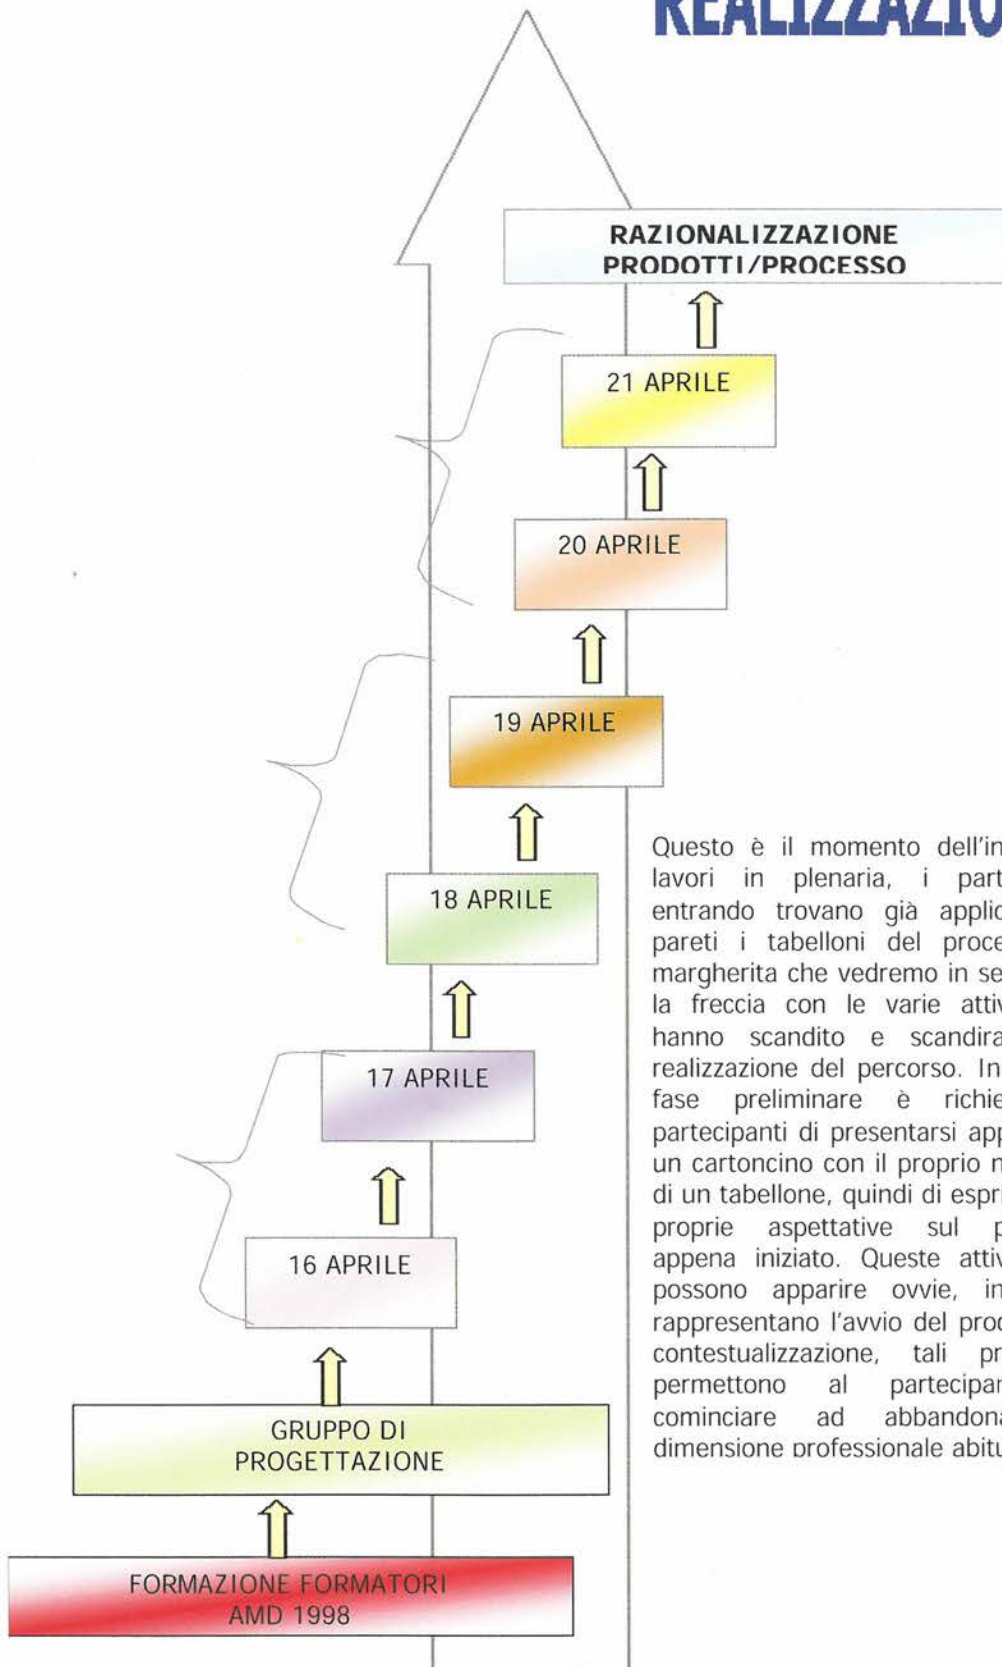 REALIZZAZIO
RAZIONALIZZAZIONE
PRODOTTI/PROCESSO
21 APRILE
20 APRILE
19 APRILE
18 APRILE
17 APRILE
16 APRILE
GRUPPO DI
PROGETTAZIONE
FORMAZIONE FORMATORI
AMD 1998
Questo è il momento dell'in
lavori in plenaria, i part
entrando trovano già applic
pareti i tabelloni del proce
margherita che vedremo in se
la freccia con le varie attiv
hanno scandito e scandira
realizzazione del percorso. In
fase preliminare è richie
partecipanti di presentarsi app
un cartoncino con il proprio n
di un tabellone, quindi di espri
proprie aspettative sul p
appena iniziato. Queste attiv
possono apparire ovvie, in
rappresentano l'avvio del proc
contestualizzazione, tali pr
permettono al partecipan
cominciare ad abbandona
dimensione professionale abitu